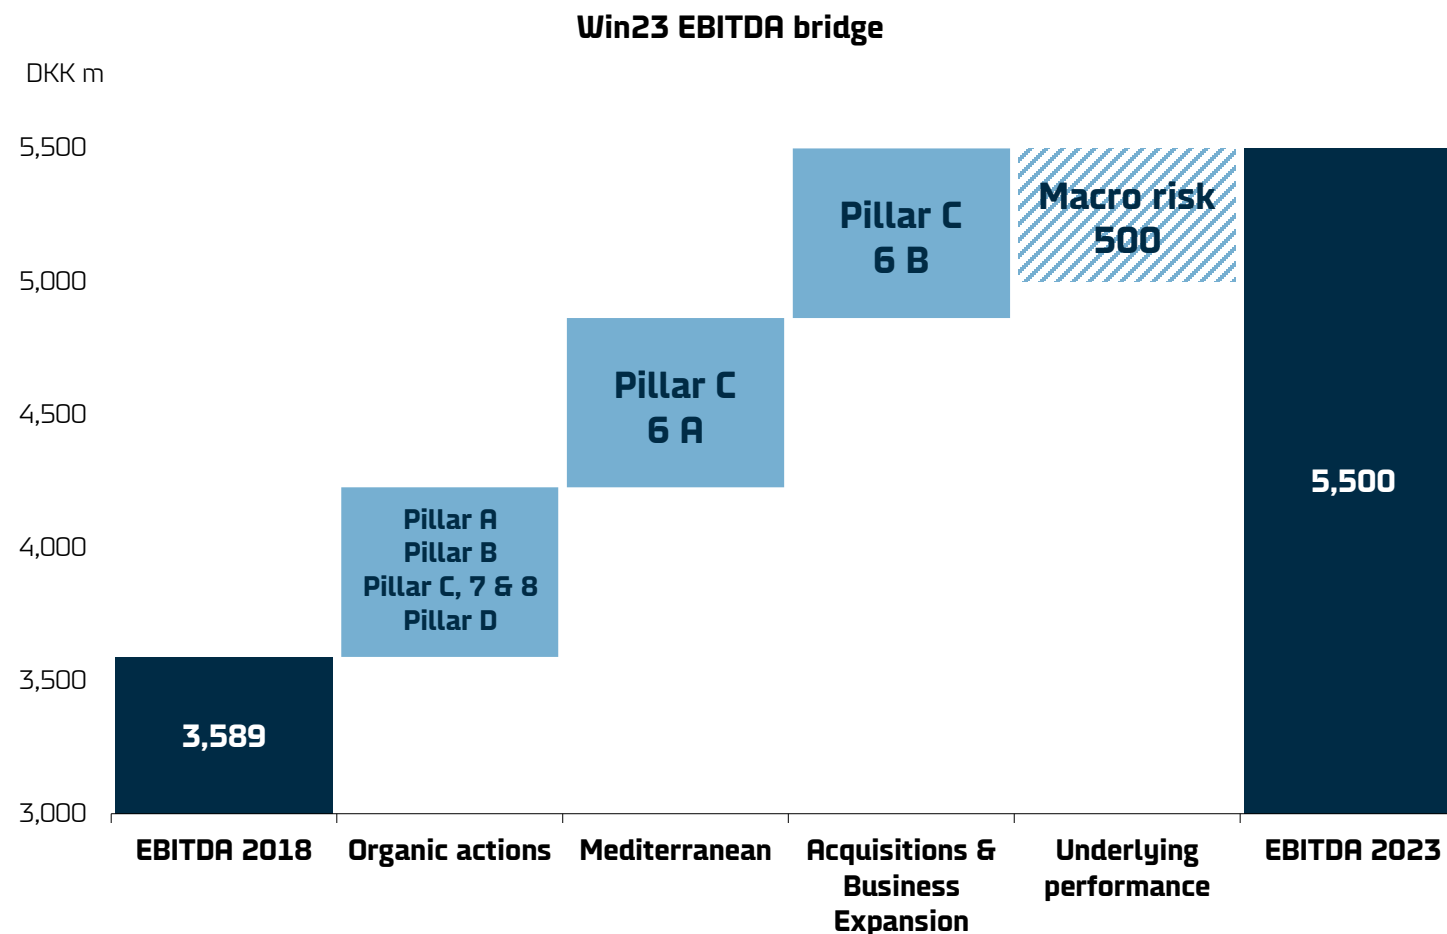 Win23 EBITDA bridge
DKK m
5,500
5,000
4,500
4,000
3,500
3,000
3,589
Pillar A
Pillar B
Pillar C, 7 & 8
Pillar D
Pillar C
6 A
Pillar C
6 B
Macro risk
500
5,500
EBITDA 2018
Organic actions
Mediterranean
Acquisitions &
Business
Expansion
Underlying
performance
EBITDA 2023